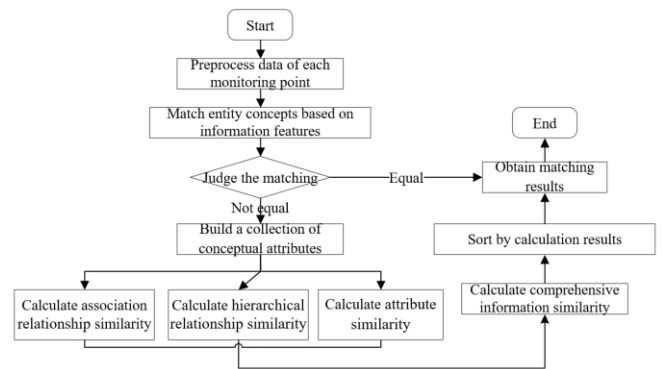 Start
Preprocess data of each
monitoring point
Match entity concepts based on
information features
Judge the matching
Equal
Not equal
Build a collection of
conceptual attributes
Calculate association
relationship similarity
Calculate hierarchical
relationship similarity
Calculate attribute
similarity
End
Obtain matching
results
Sort by calculation results
Calculate comprehensive
information similarity